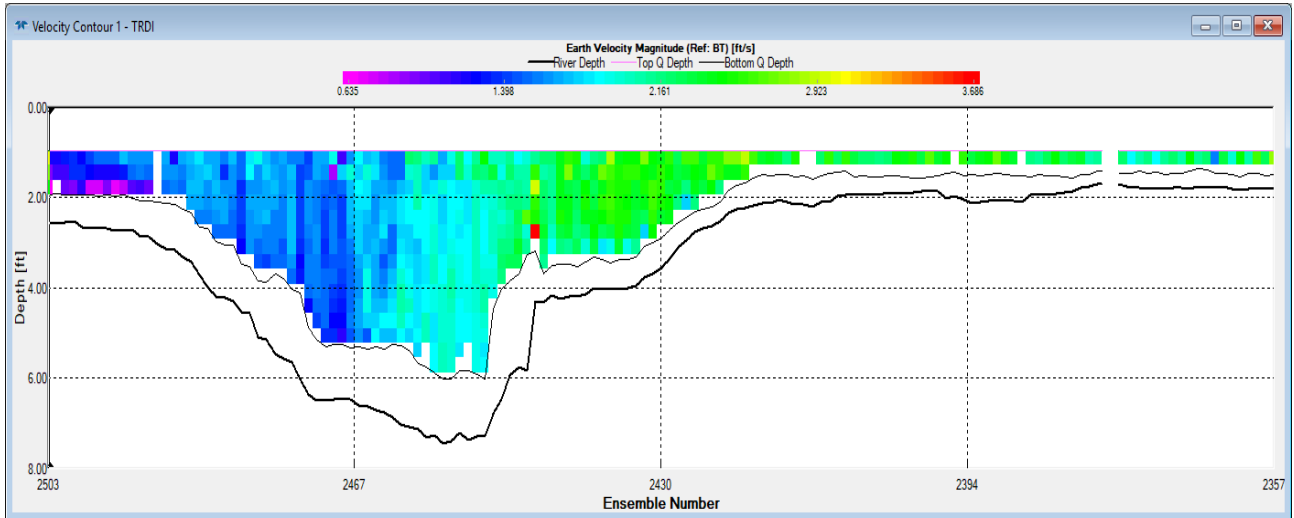 Velocity Contour 1 - TRDI
Earth Velocity Magnitude (Ref: BT) [ft/s]
River Depth Top Q Depth Bottom Q Depth
0.635 1.398 2.161 2.923 3.686
0.00
2.00
4.00
6.00
8.00
Depth [ft]
2503 2467 2430 2394 2357
Ensemble Number